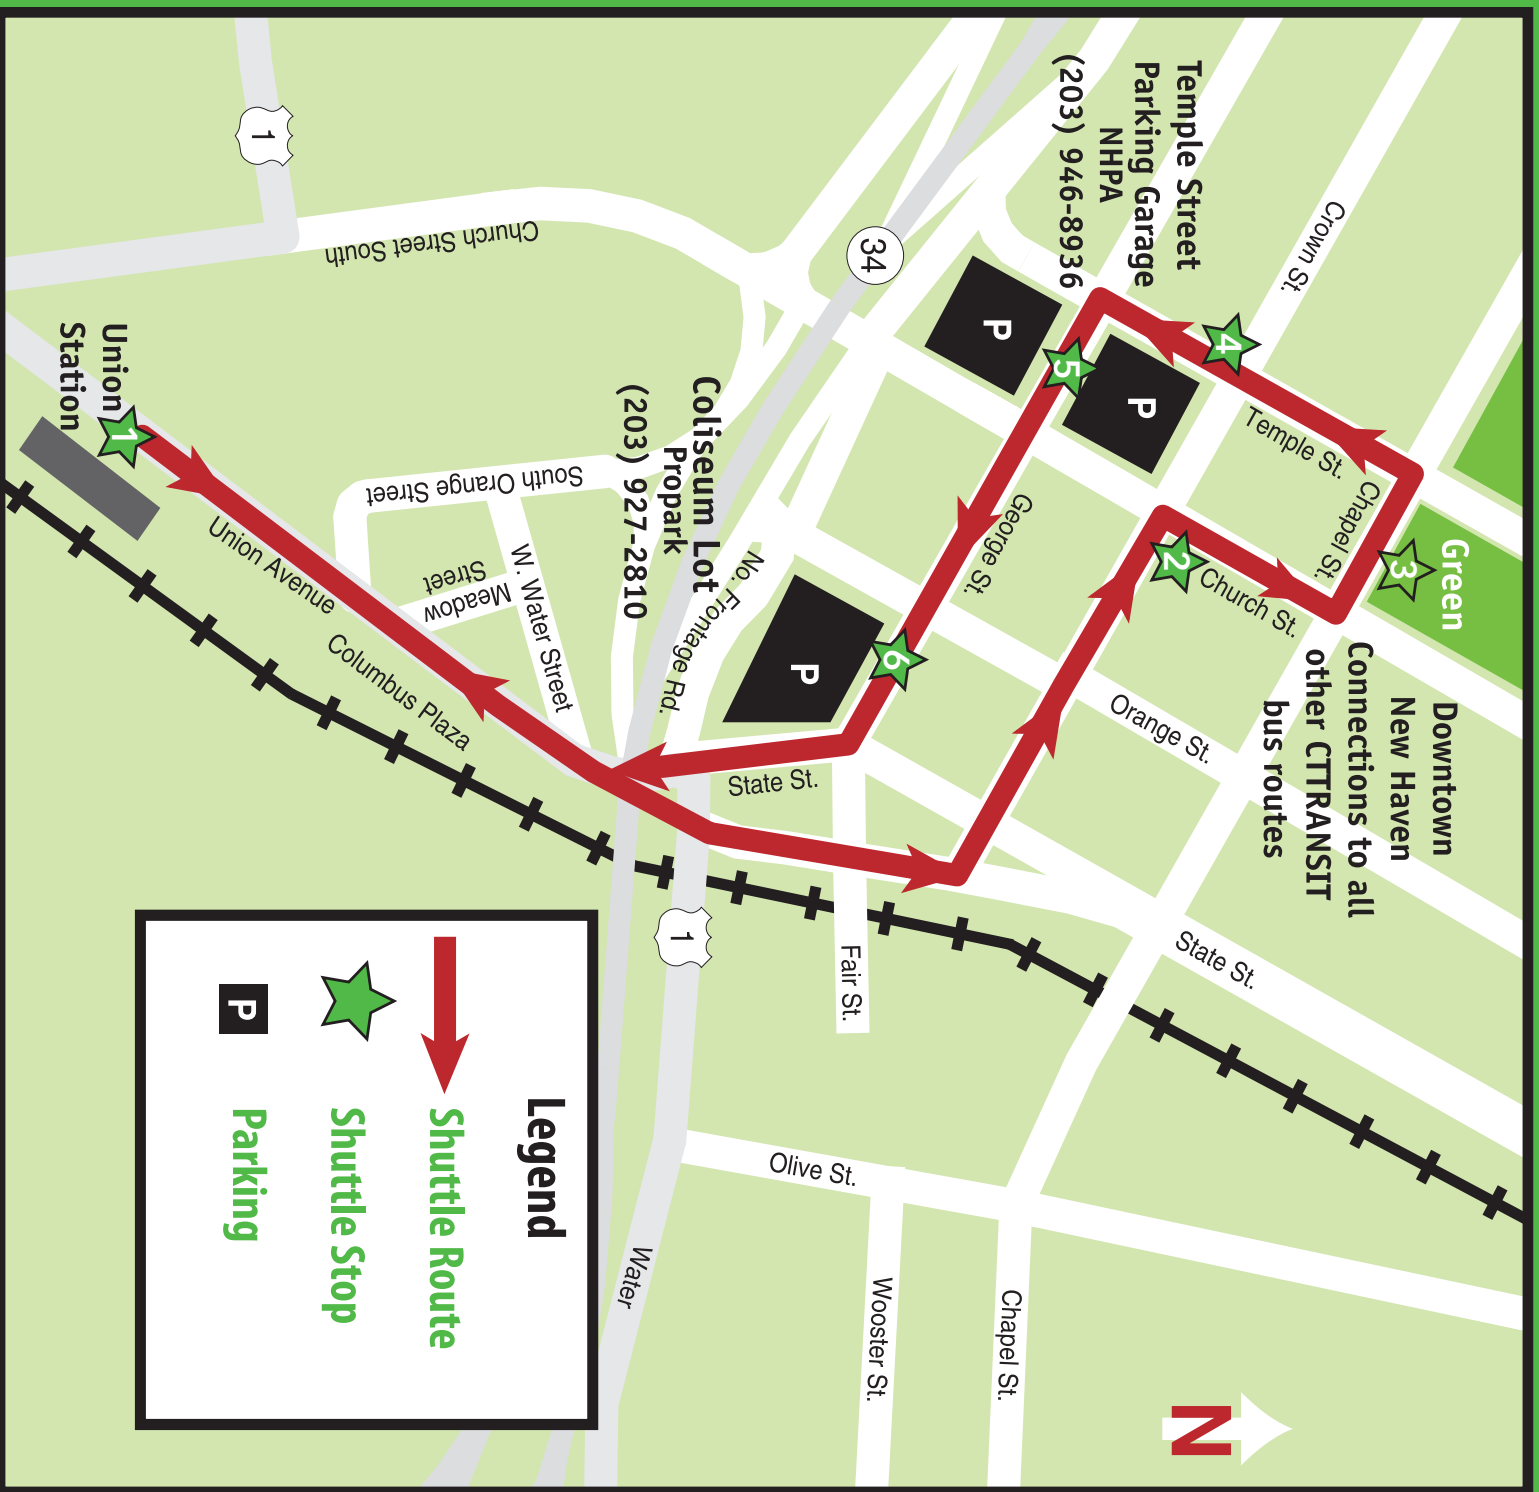 Temple Street
Parking Garage
NHPA
(203) 946-8936
Crown St.
Temple St.
Chapel St.
Green
Church St.
Downtown
New Haven
Connections to all
other CTTRANSIT
bus routes
George St.
Orange St.
State St.
State St.
Fair St.
Coliseum Lot
Propark
(203) 927-2810
No. Frontage Rd.
Church Street South
South Orange Street
W. Water Street
Meadow
Street
Union
Station
Union Avenue
Columbus Plaza
Olive St.
Water
Wooster St.
Chapel St.
1
34
1
1
2
3
4
5
6
P
P
P
N
Legend
Shuttle Route
Shuttle Stop
P
Parking